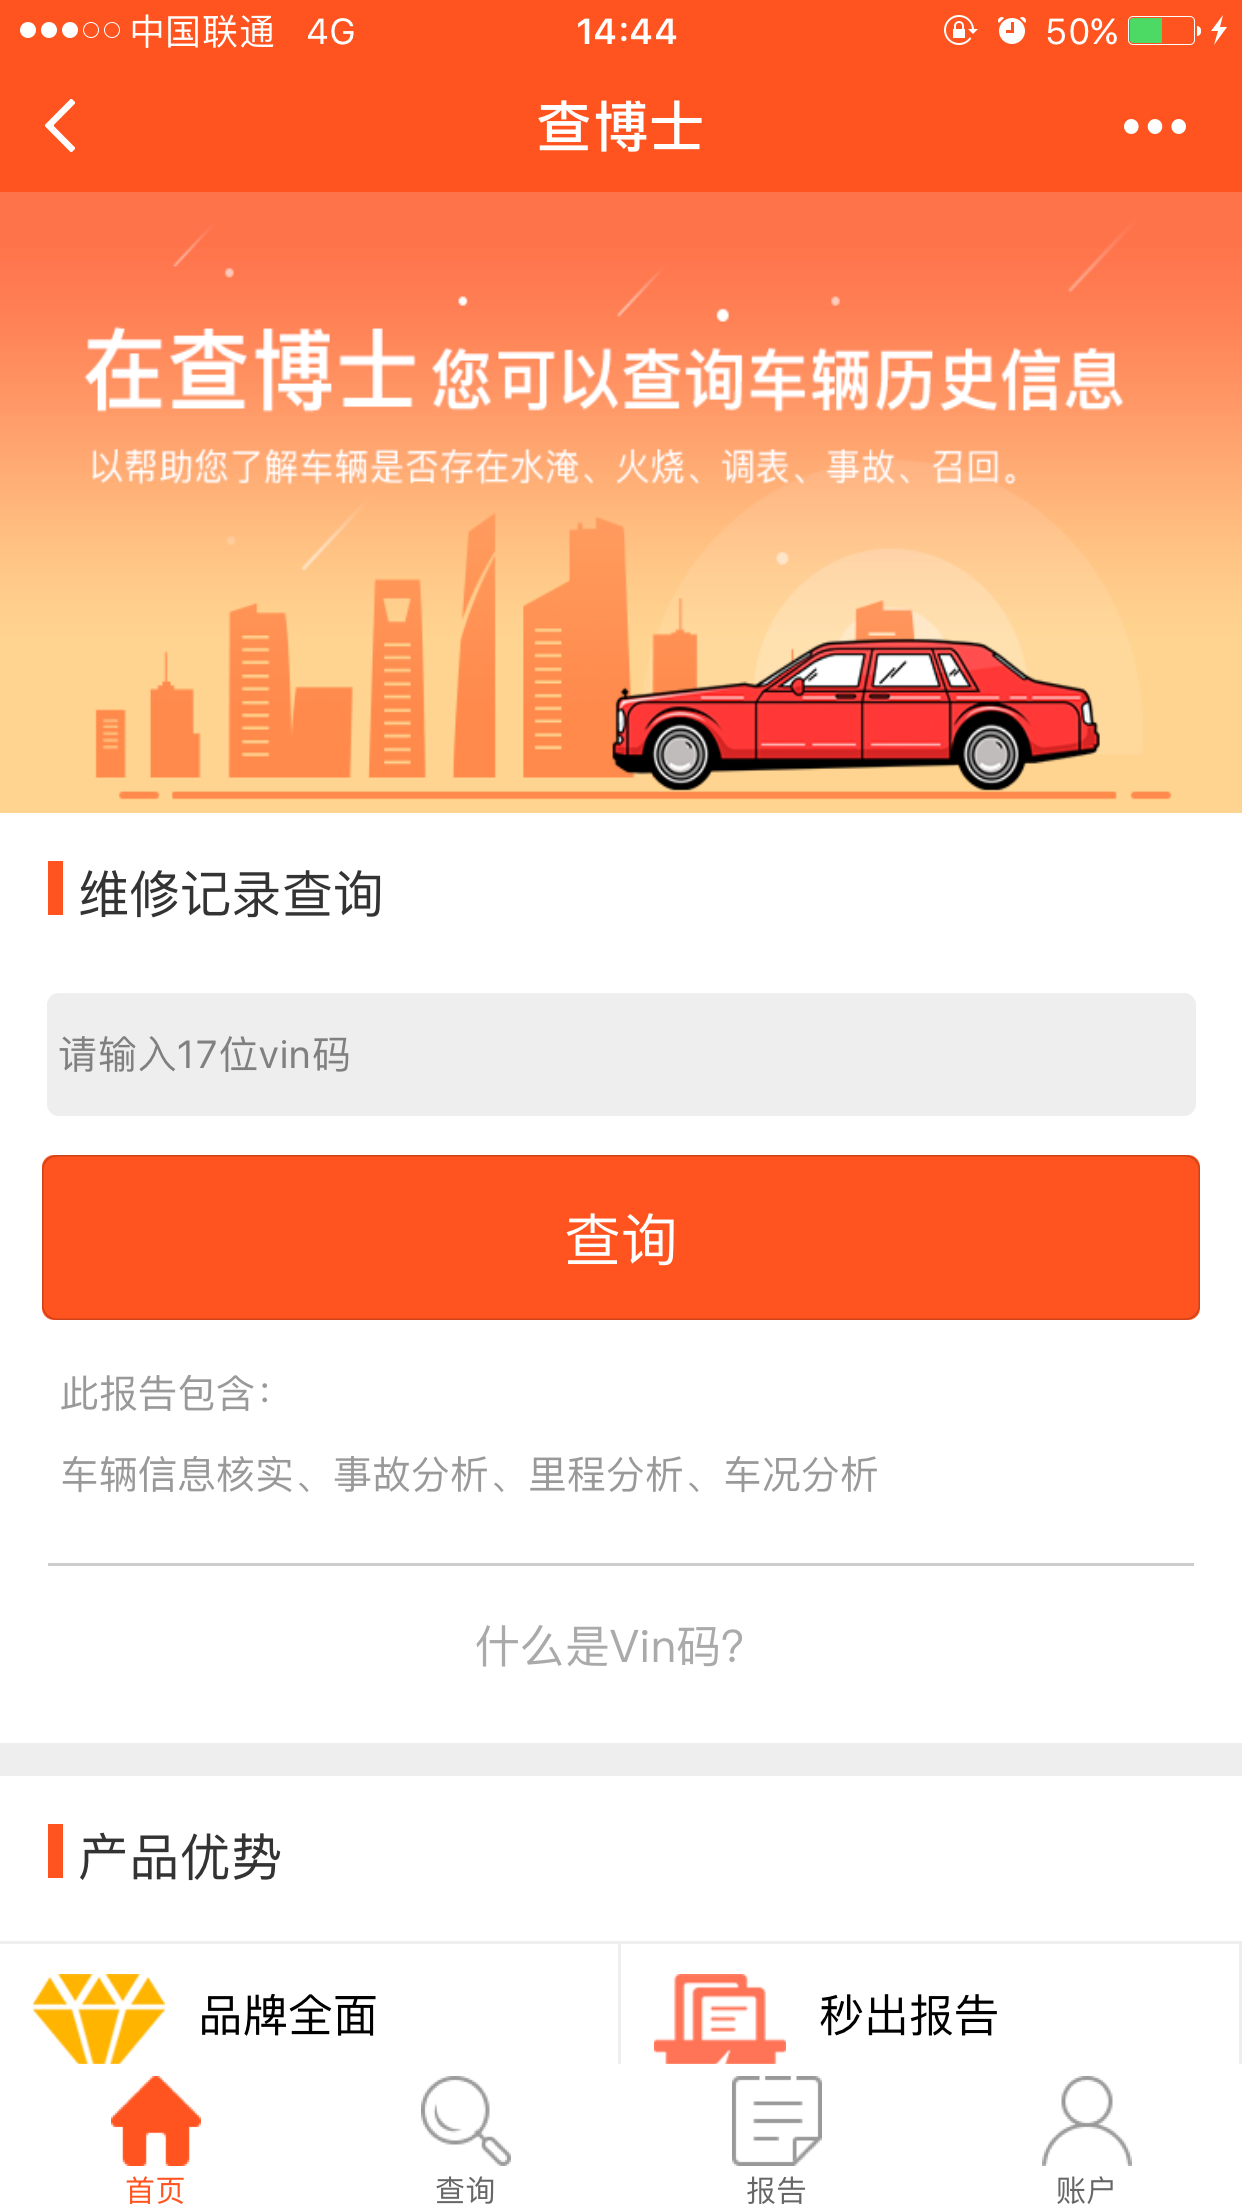 中国联通 4G 14:44 50%
查博士
在查博士 您可以查询车辆历史信息
以帮助您了解车辆是否存在水淹、火烧、调表、事故、召回。
维修记录查询
请输入17位vin码
查询
此报告包含：
车辆信息核实、事故分析、里程分析、车况分析
什么是Vin码？
产品优势
品牌全面 秒出报告
首页 查询 报告 账户